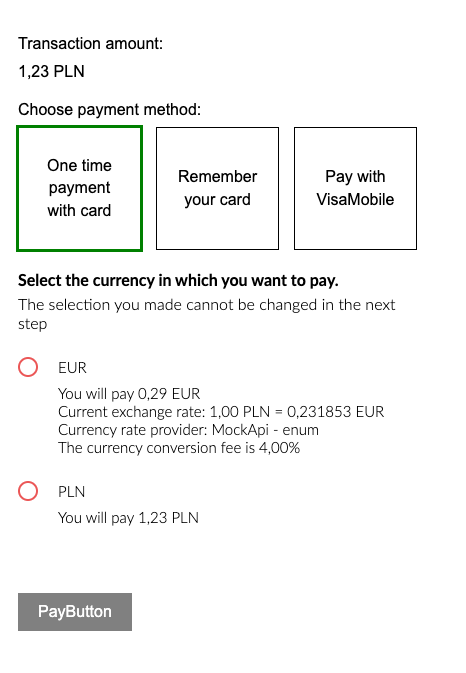 Transaction amount:
1,23 PLN
Choose payment method:
One time
payment
with card
Remember
your card
Pay with
VisaMobile
Select the currency in which you want to pay.
The selection you made cannot be changed in the next
step
EUR
You will pay 0,29 EUR
Current exchange rate: 1,00 PLN = 0,231853 EUR
Currency rate provider: MockApi - enum
The currency conversion fee is 4,00%
PLN
You will pay 1,23 PLN
PayButton